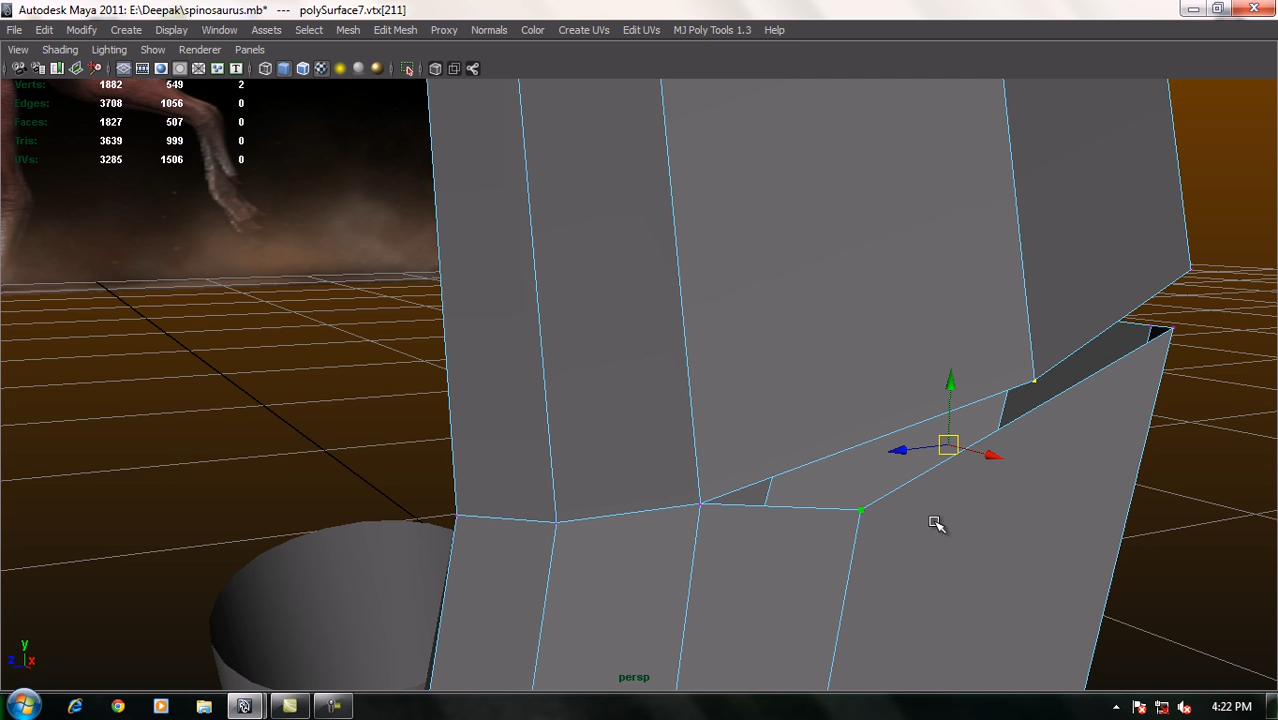 Autodesk Maya 2011: E:\Deepak\spinosaurus.mb* --- polySurface7.vtx[211]
File Edit Modify Create Display Window Assets Select Mesh Edit Mesh Proxy Normals Color Create UVs Edit UVs MJ Poly Tools 1.3 Help
View Shading Lighting Show Renderer Panels
Verts: 1882 549 2
Edges: 3708 1056 0
Faces: 1827 507 0
Tris: 3639 999 0
UVs: 3285 1506 0
y
z x
persp
4:22 PM